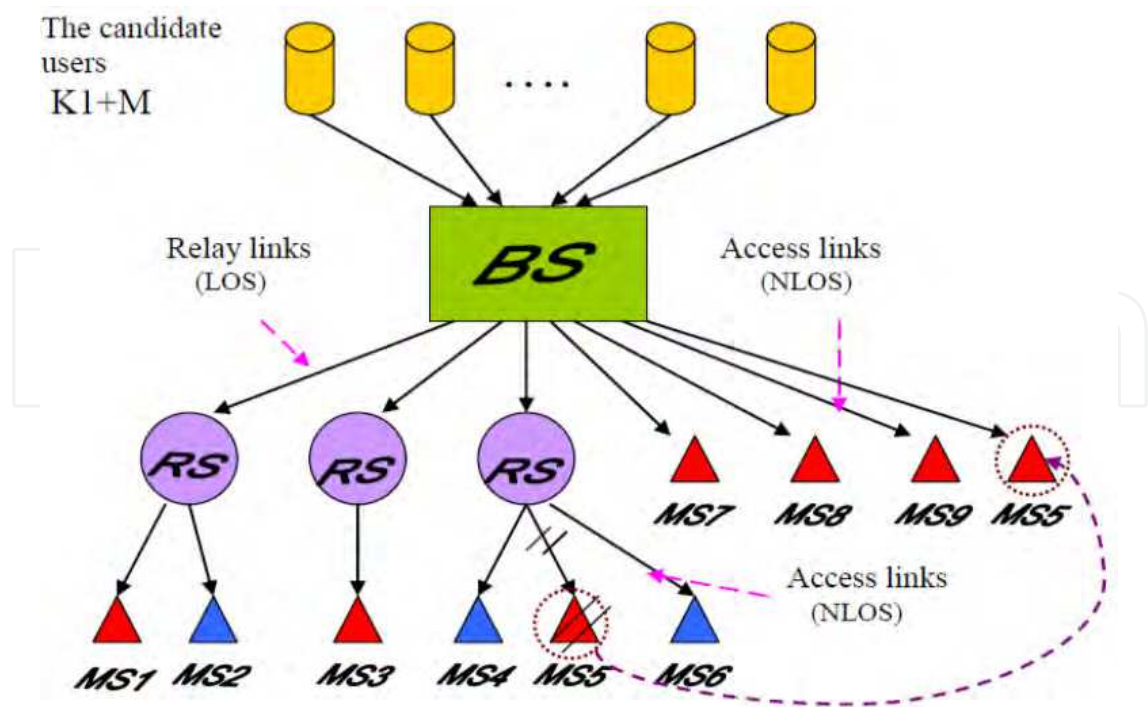 The candidate
users
K1+M
....
BS
Relay links
(LOS)
Access links
(NLOS)
RS
RS
RS
MS7
MS8
MS9
MS5
Access links
(NLOS)
MS1
MS2
MS3
MS4
MS5
MS6